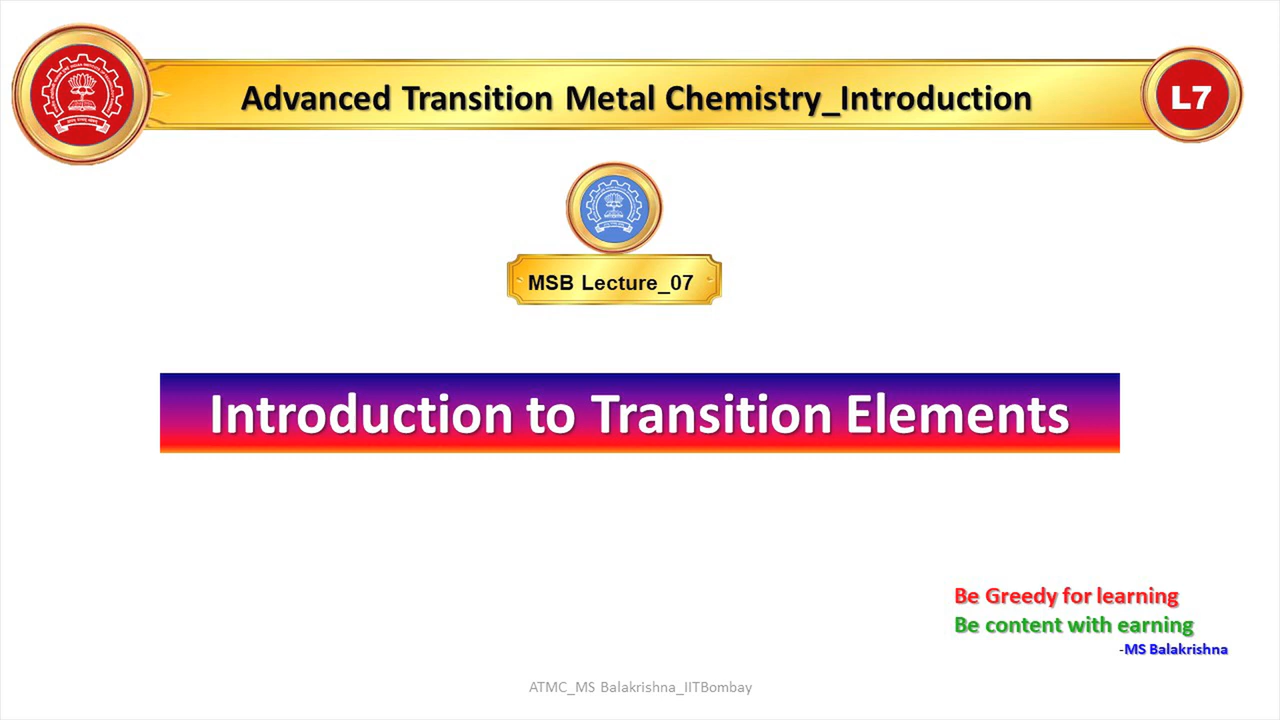 Advanced Transition Metal Chemistry_Introduction
L7
MSB Lecture_07
Introduction to Transition Elements
Be Greedy for learning
Be content with earning
-MS Balakrishna
ATMC_MS Balakrishna_IITBombay